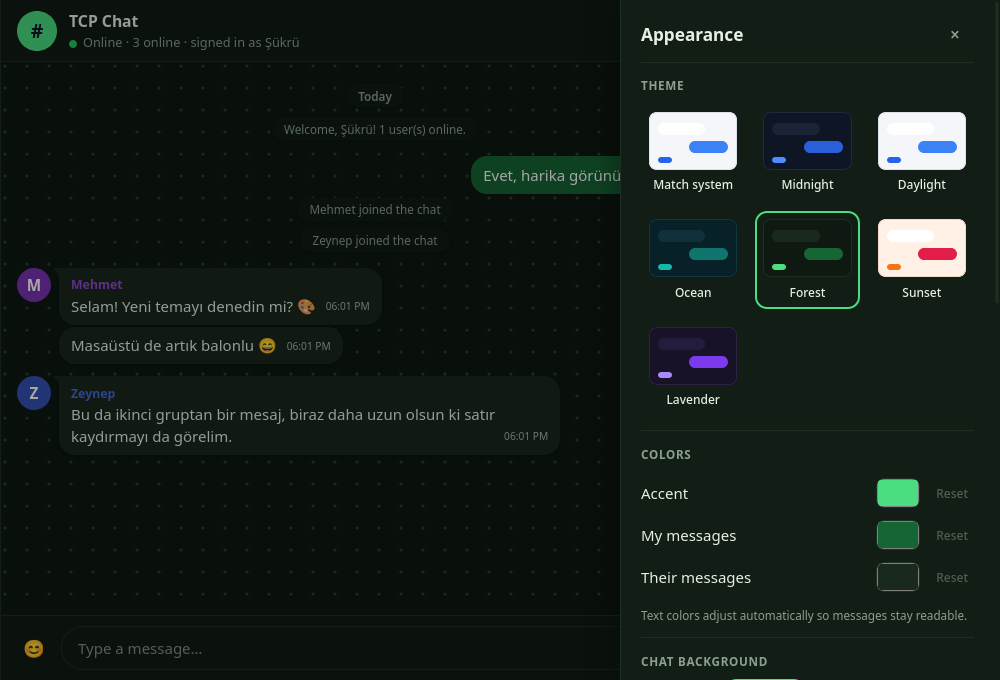 #
TCP Chat
Online · 3 online · signed in as Şükrü
Today
Welcome, Şükrü! 1 user(s) online.
Evet, harika görünü
Mehmet joined the chat
Zeynep joined the chat
M
Mehmet
Selam! Yeni temayı denedin mi? 🎨 06:01 PM
Masaüstü de artık balonlu 😄 06:01 PM
Z
Zeynep
Bu da ikinci gruptan bir mesaj, biraz daha uzun olsun ki satır
kaydırmayı da görelim. 06:01 PM
😊 Type a message...
Appearance ×
THEME
Match system Midnight Daylight
Ocean Forest Sunset
Lavender
COLORS
Accent Reset
My messages Reset
Their messages Reset
Text colors adjust automatically so messages stay readable.
CHAT BACKGROUND